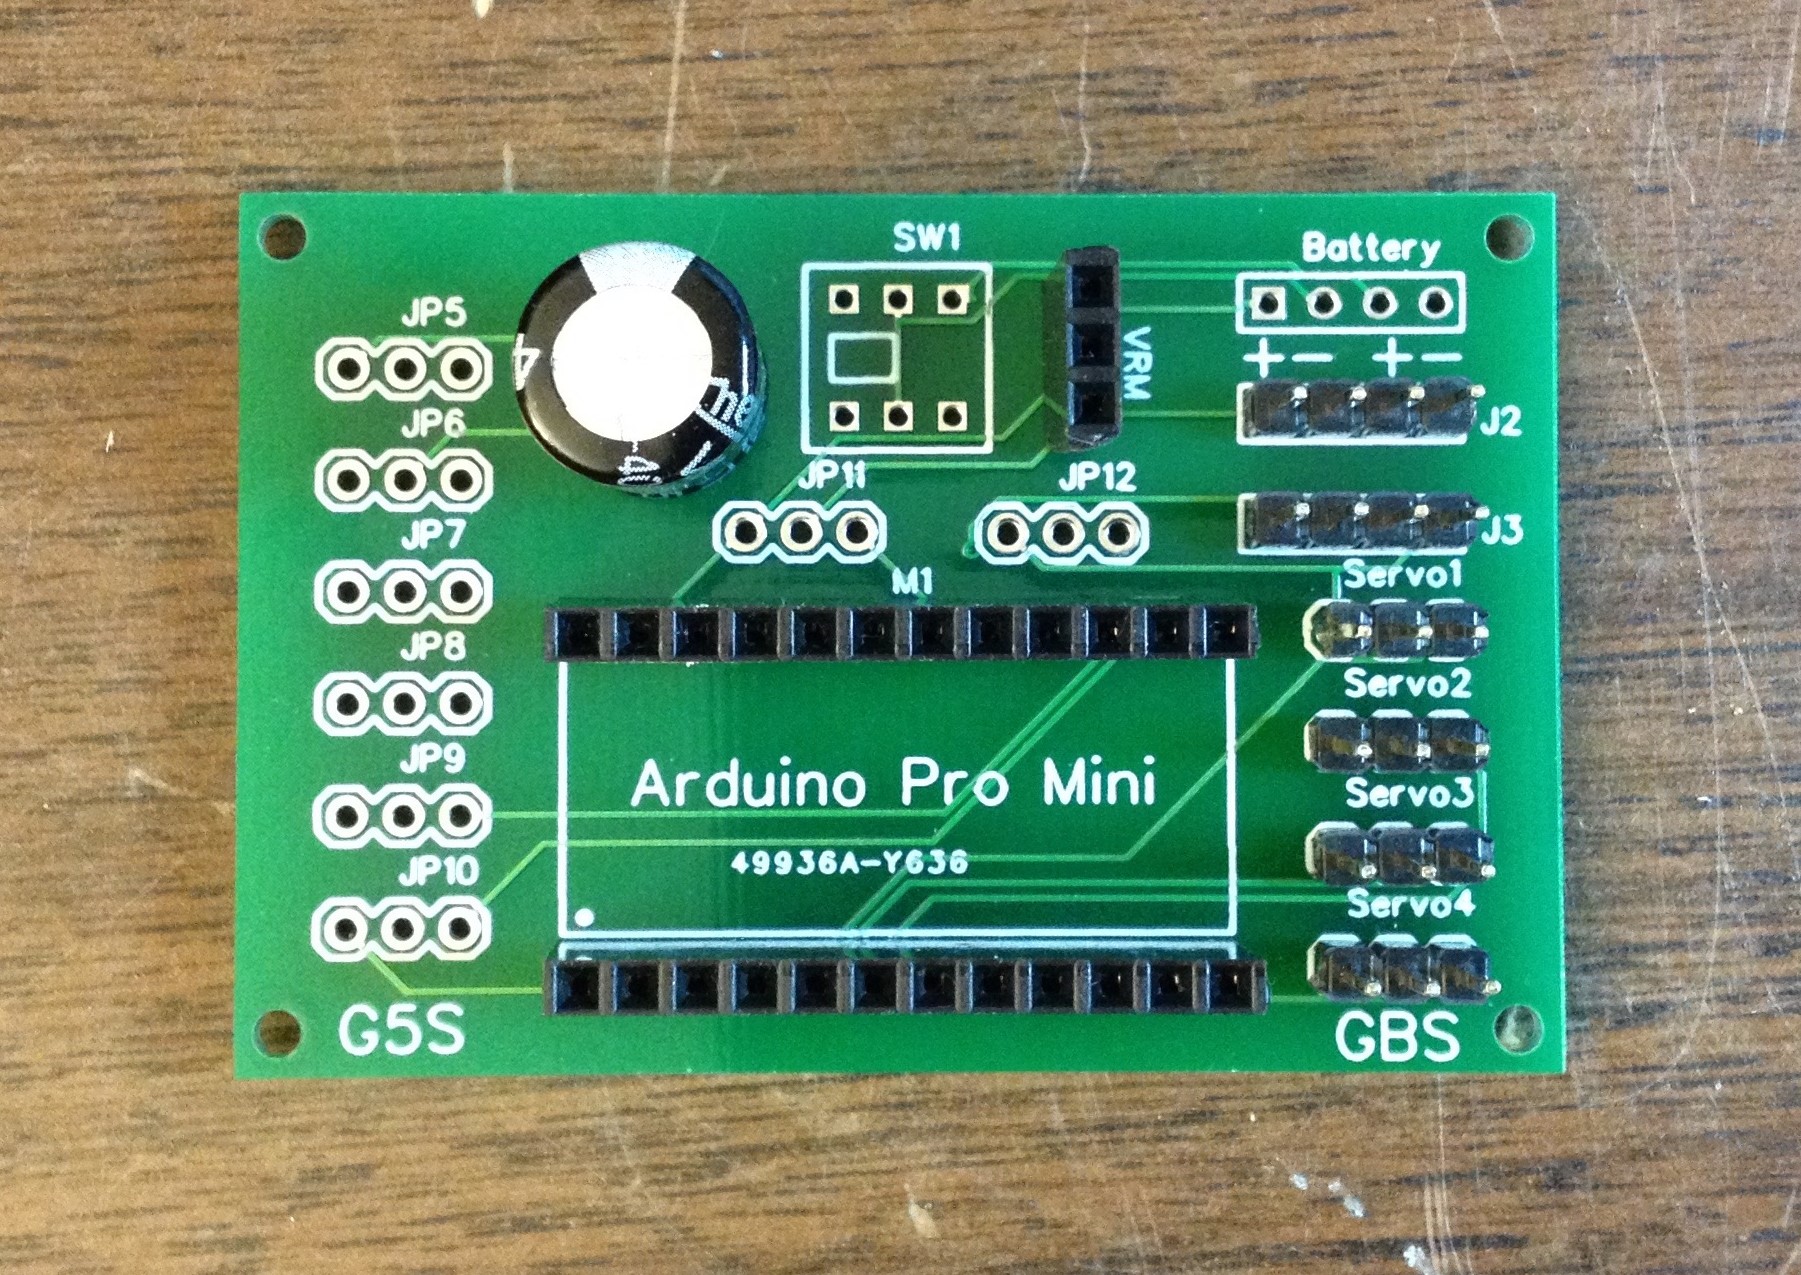 SW1
Battery
+ - + -
JP5
VRM
JP6
J2
JP11
JP12
JP7
J3
M1
Servo1
JP8
Servo2
JP9
Arduino Pro Mini
Servo3
49936A-Y636
JP10
Servo4
G5S
GBS